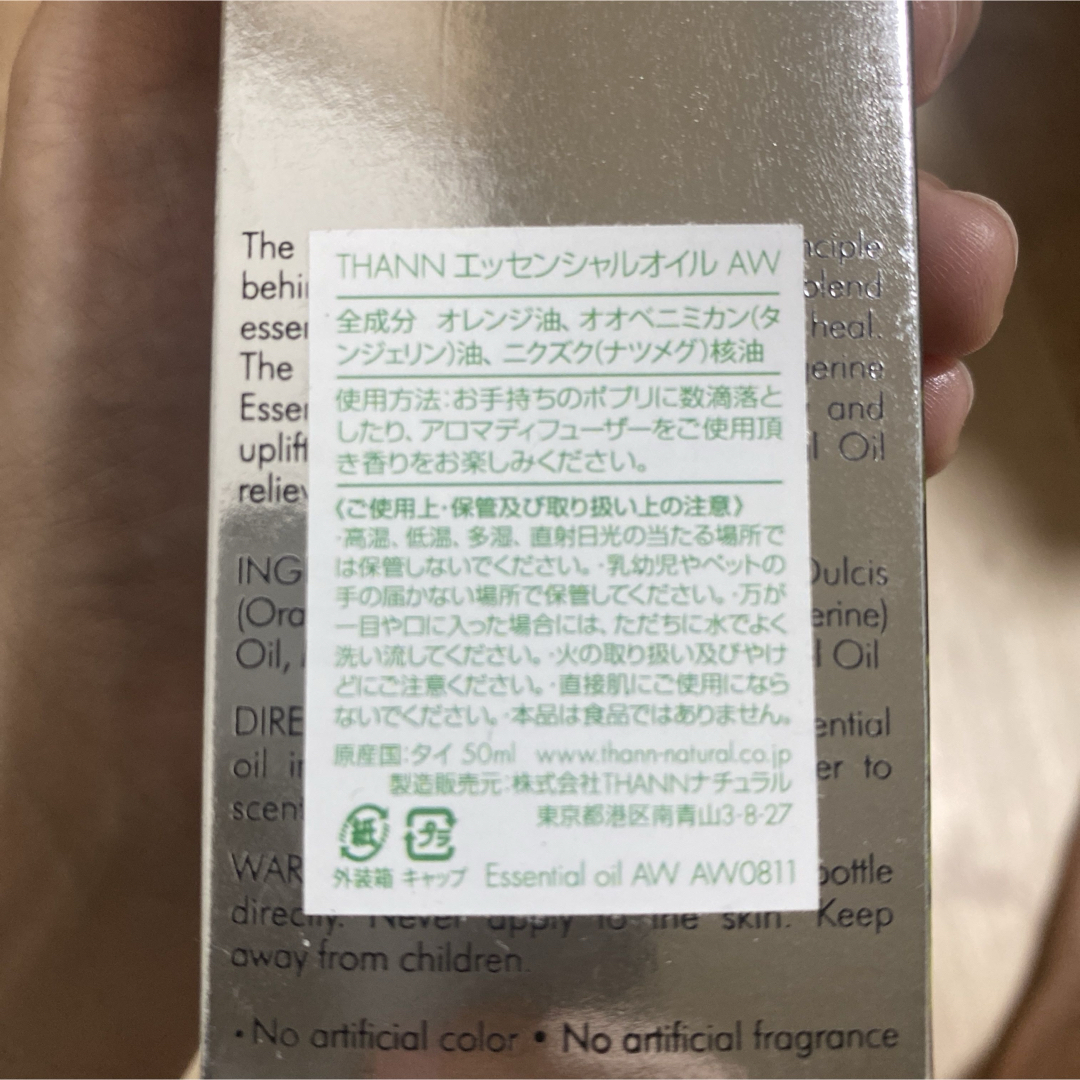 THANN エッセンシャルオイル AW
全成分 オレンジ油、オオベニミカン(タ
ンジェリン)油、ニクズク(ナツメグ)核油
使用方法:お手持ちのポプリに数滴落と
したり、アロマディフューザーをご使用頂
き香りをお楽しみください。
《ご使用上・保管及び取り扱い上の注意》
・高温、低温、多湿、直射日光の当たる場所で
は保管しないでください。・乳幼児やペットの
手の届かない場所で保管してください。・万が
一目や口に入った場合には、ただちに水でよく
洗い流してください。・火の取り扱い及びやけ
どにご注意ください。・直接肌にご使用になら
ないでください。・本品は食品ではありません。
原産国:タイ 50ml www.thann-natural.co.jp
製造販売元:株式会社THANNナチュラル
東京都港区南青山3-8-27
紙 プラ
外装箱 キャップ Essential oil AW AW0811
The
behi
blend
esser
heal.
The
Esser
and
uplift
Oil
reliev
ING
Dulcis
(Ora
erine)
Oil,
Oil
DIRE
ential
oil
er to
scen
WAR
bottle
directly. Never apply to the skin. Keep
away from children.
• No artificial color • No artificial fragrance